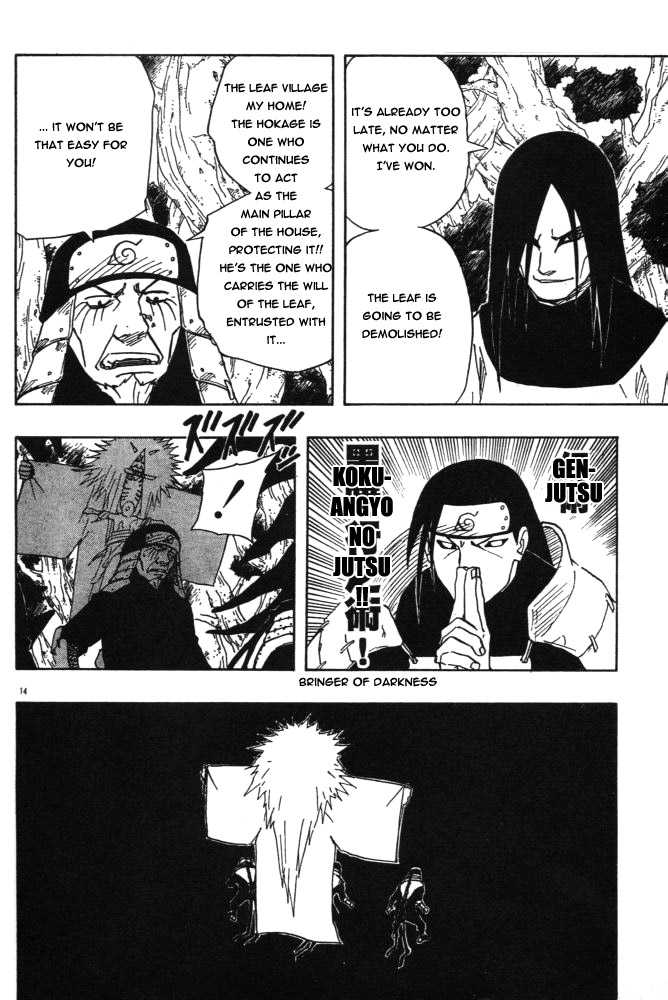 IT'S ALREADY TOO
LATE, NO MATTER
WHAT YOU DO.
I'VE WON.
THE LEAF IS
GOING TO BE
DEMOLISHED!
THE LEAF VILLAGE
MY HOME!
THE HOKAGE IS
ONE WHO
CONTINUES
TO ACT
AS THE
MAIN PILLAR
OF THE HOUSE,
PROTECTING IT!!
HE'S THE ONE WHO
CARRIES THE WILL
OF THE LEAF,
ENTRUSTED WITH
IT...
... IT WON'T BE
THAT EASY FOR
YOU!
GEN-
JUTSU
KOKU-
ANGYO
NO
JUTSU
!!
BRINGER OF DARKNESS
ズズズ
!
14